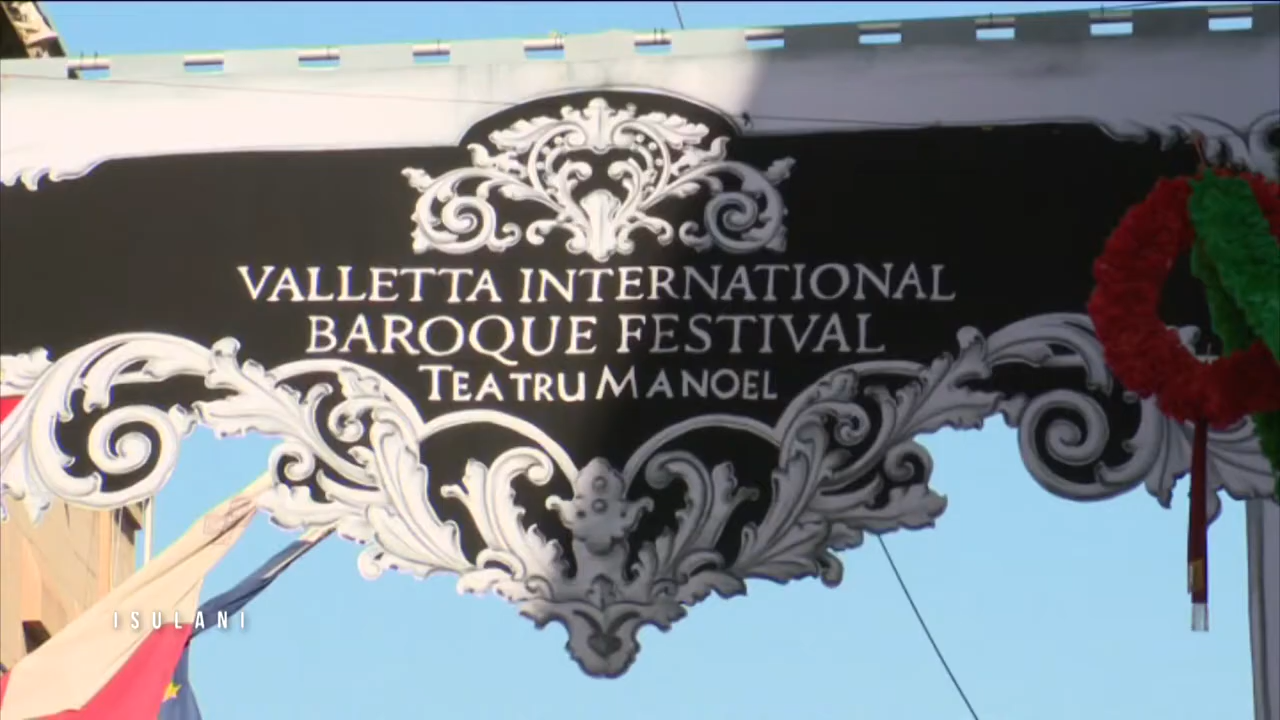 VALLETTA INTERNATIONAL
BAROQUE FESTIVAL
TEATRU MANOEL
ISULANI